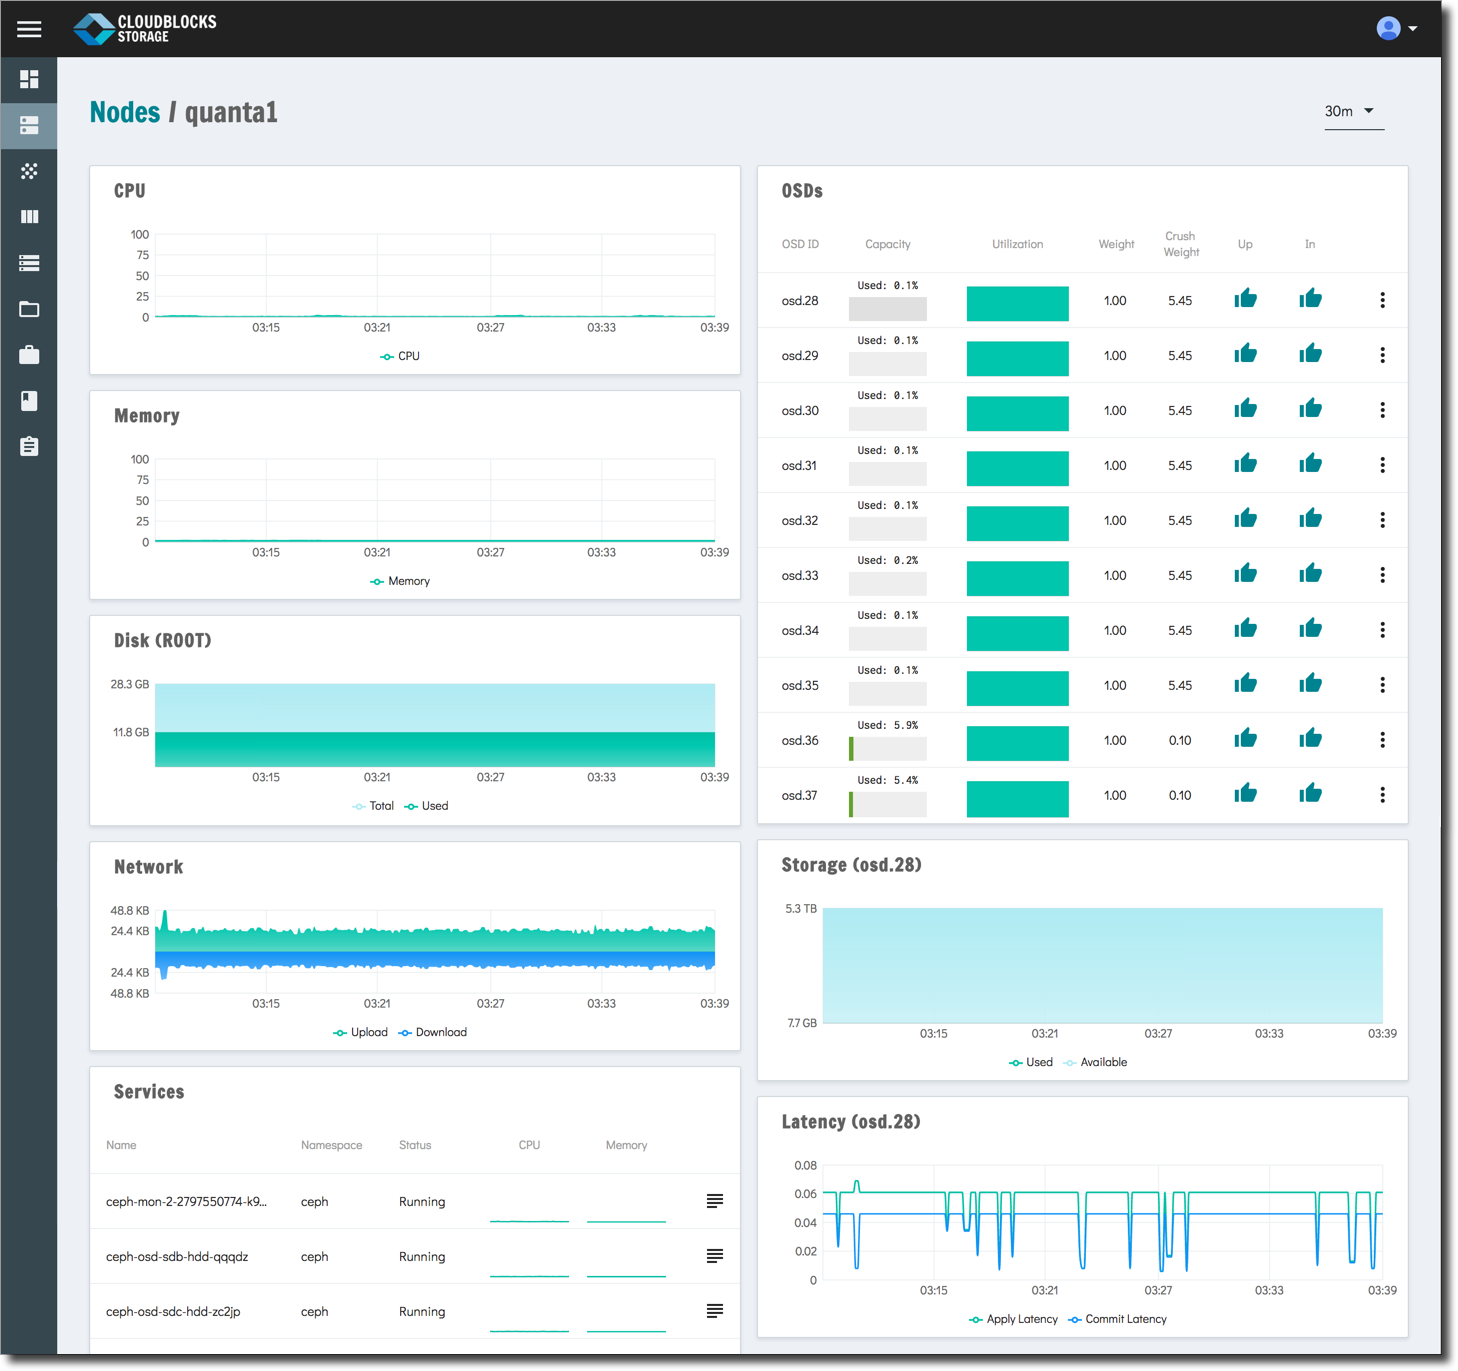 CLOUDBLOCKS
STORAGE
Nodes / quanta1
30m
CPU
100
75
50
25
0
03:15 03:21 03:27 03:33 03:39
CPU
Memory
100
75
50
25
0
03:15 03:21 03:27 03:33 03:39
Memory
Disk (ROOT)
28.3 GB
11.8 GB
03:15 03:21 03:27 03:33 03:39
Total Used
Network
48.8 KB
24.4 KB
24.4 KB
48.8 KB
03:15 03:21 03:27 03:33 03:39
Upload Download
Services
Name Namespace Status CPU Memory
ceph-mon-2-2797550774-k9... ceph Running
ceph-osd-sdb-hdd-qqqdz ceph Running
ceph-osd-sdc-hdd-zc2jp ceph Running
OSDs
OSD ID Capacity Utilization Weight Crush Weight Up In
osd.28 Used: 0.1% 1.00 5.45
osd.29 Used: 0.1% 1.00 5.45
osd.30 Used: 0.1% 1.00 5.45
osd.31 Used: 0.1% 1.00 5.45
osd.32 Used: 0.1% 1.00 5.45
osd.33 Used: 0.2% 1.00 5.45
osd.34 Used: 0.1% 1.00 5.45
osd.35 Used: 0.1% 1.00 5.45
osd.36 Used: 5.9% 1.00 0.10
osd.37 Used: 5.4% 1.00 0.10
Storage (osd.28)
5.3 TB
7.7 GB
03:15 03:21 03:27 03:33 03:39
Used Available
Latency (osd.28)
0.08
0.06
0.04
0.02
0
03:15 03:21 03:27 03:33 03:39
Apply Latency Commit Latency